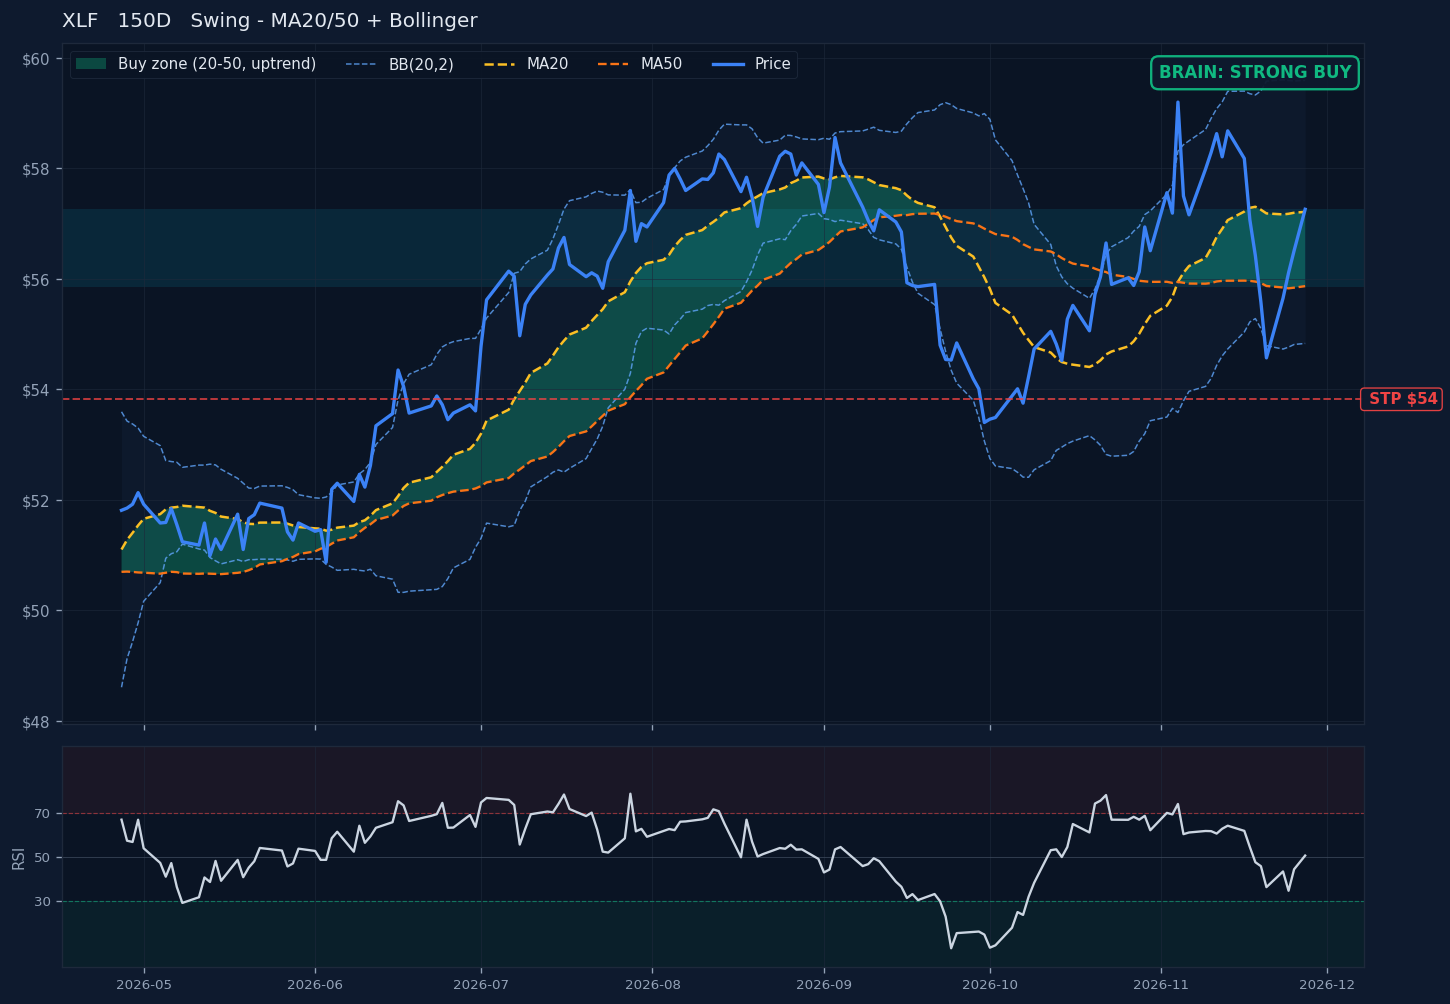 XLF   150D   Swing - MA20/50 + Bollinger
Buy zone (20-50, uptrend)   BB(20,2)   MA20   MA50   Price
BRAIN: STRONG BUY
$60
$58
$56
$54
$52
$50
$48
STP $54
RSI
70
50
30
2026-05   2026-06   2026-07   2026-08   2026-09   2026-10   2026-11   2026-12